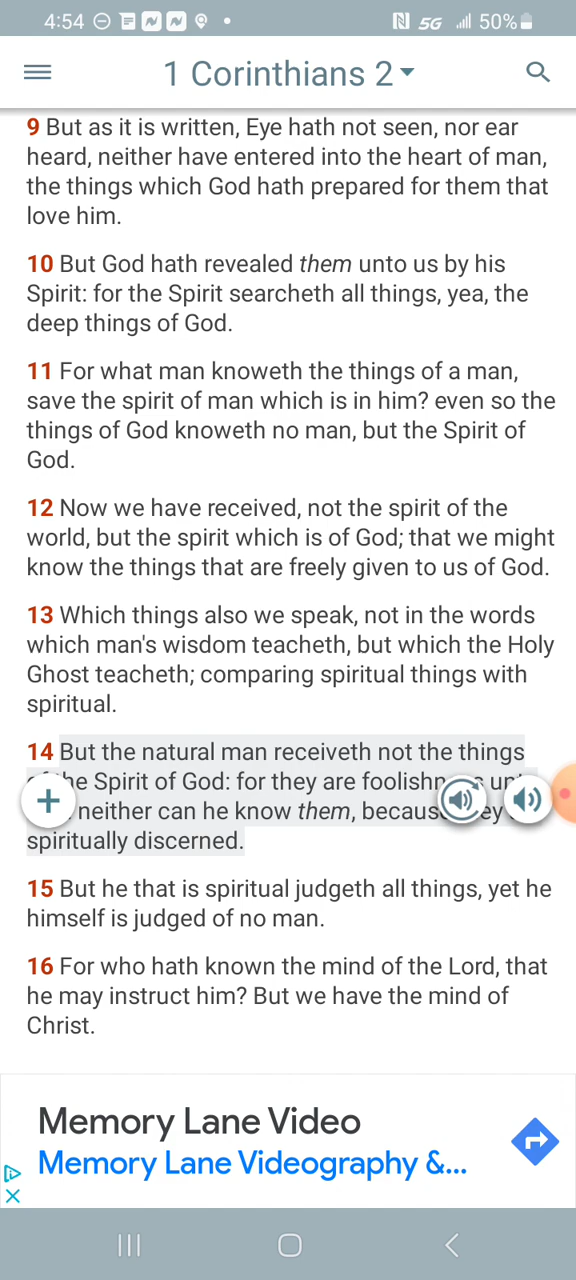 4:54
5G
50%
1 Corinthians 2
9 But as it is written, Eye hath not seen, nor ear
heard, neither have entered into the heart of man,
the things which God hath prepared for them that
love him.
10 But God hath revealed them unto us by his
Spirit: for the Spirit searcheth all things, yea, the
deep things of God.
11 For what man knoweth the things of a man,
save the spirit of man which is in him? even so the
things of God knoweth no man, but the Spirit of
God.
12 Now we have received, not the spirit of the
world, but the spirit which is of God; that we might
know the things that are freely given to us of God.
13 Which things also we speak, not in the words
which man's wisdom teacheth, but which the Holy
Ghost teacheth; comparing spiritual things with
spiritual.
14 But the natural man receiveth not the things
Spirit of God: for they are
neither can he know them,
spiritually discerned.
15 But he that is spiritual judgeth all things, yet he
himself is judged of no man.
16 For who hath known the mind of the Lord, that
he may instruct him? But we have the mind of
Christ.
Memory Lane Video
Memory Lane Videography &...